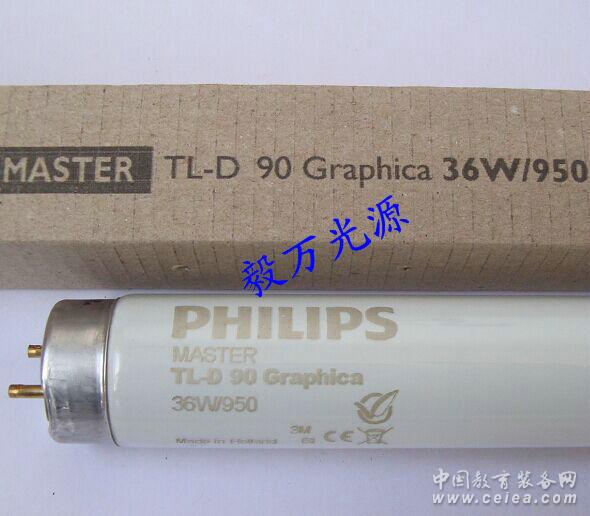 MASTER TL-D 90 Graphica 36W/950
毅万光源
PHILIPS
MASTER
TL-D 90 Graphica
36W/950
3M
Made in Holland
CE
中国教育装备网
www.ceiea.com